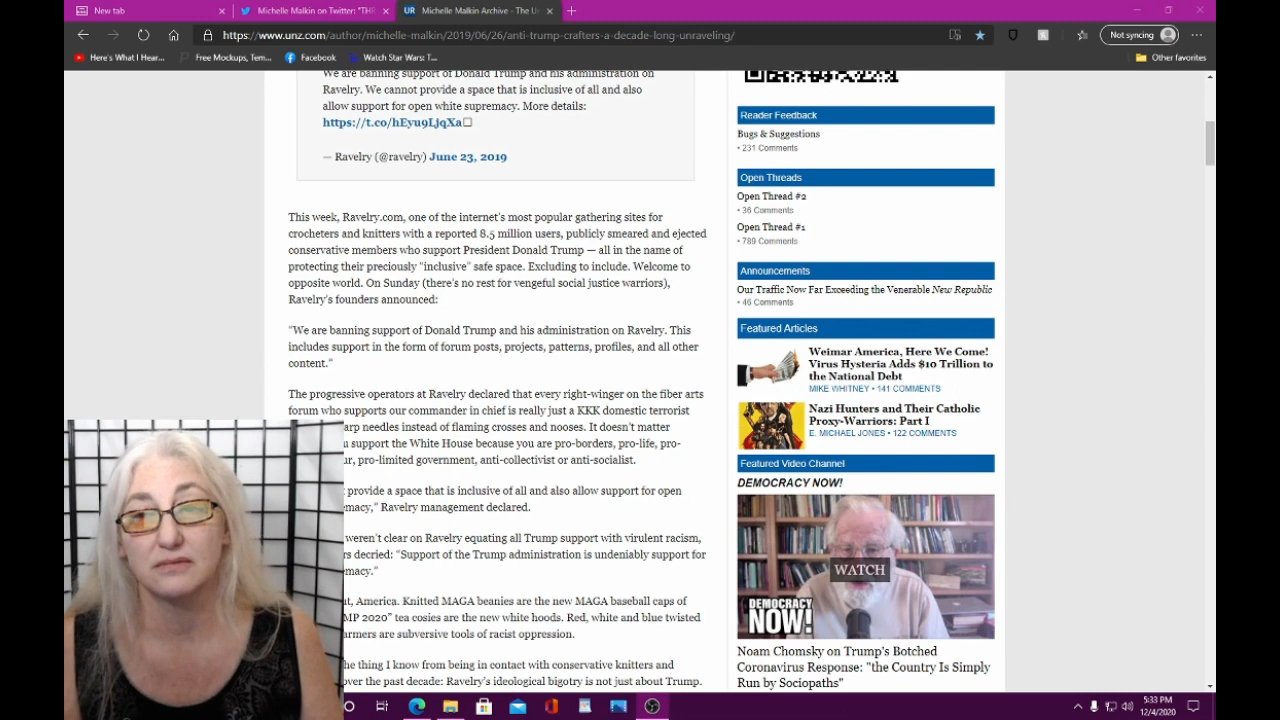 New tab
Michelle Malkin on Twitter: "THR
Michelle Malkin Archive - The U
https://www.unz.com/author/michelle-malkin/2019/06/26/anti-trump-crafters-a-decade-long-unraveling/
Not syncing
Here's What I Hear...
Free Mockups, Tem...
Facebook
Watch Star Wars: T...
Other favorites
We are banning support of Donald Trump and his administration on
Ravelry. We cannot provide a space that is inclusive of all and also
allow support for open white supremacy. More details:
https://t.co/hEyu9LjqXa
— Ravelry (@ravelry) June 23, 2019
This week, Ravelry.com, one of the internet's most popular gathering sites for
crocheters and knitters with a reported 8.5 million users, publicly smeared and ejected
conservative members who support President Donald Trump — all in the name of
protecting their preciously "inclusive" safe space. Excluding to include. Welcome to
opposite world. On Sunday (there's no rest for vengeful social justice warriors),
Ravelry's founders announced:
"We are banning support of Donald Trump and his administration on Ravelry. This
includes support in the form of forum posts, projects, patterns, profiles, and all other
content."
The progressive operators at Ravelry declared that every right-winger on the fiber arts
forum who supports our commander in chief is really just a KKK domestic terrorist
arp needles instead of flaming crosses and nooses. It doesn't matter
u support the White House because you are pro-borders, pro-life, pro-
ur, pro-limited government, anti-collectivist or anti-socialist.
provide a space that is inclusive of all and also allow support for open
macy," Ravelry management declared.
weren't clear on Ravelry equating all Trump support with virulent racism,
rs decried: "Support of the Trump administration is undeniably support for
emacy."
nt, America. Knitted MAGA beanies are the new MAGA baseball caps of
MP 2020" tea cosies are the new white hoods. Red, white and blue twisted
armers are subversive tools of racist oppression.
the thing I know from being in contact with conservative knitters and
over the past decade: Ravelry's ideological bigotry is not just about Trump.
Reader Feedback
Bugs & Suggestions
• 231 Comments
Open Threads
Open Thread #2
• 36 Comments
Open Thread #1
• 789 Comments
Announcements
Our Traffic Now Far Exceeding the Venerable New Republic
• 46 Comments
Featured Articles
Weimar America, Here We Come!
Virus Hysteria Adds $10 Trillion to
the National Debt
MIKE WHITNEY • 141 COMMENTS
Nazi Hunters and Their Catholic
Proxy-Warriors: Part I
E. MICHAEL JONES • 122 COMMENTS
Featured Video Channel
DEMOCRACY NOW!
WATCH
DEMOCRACY
NOW!
Noam Chomsky on Trump's Botched
Coronavirus Response: "the Country Is Simply
Run by Sociopaths"
5:33 PM
12/4/2020